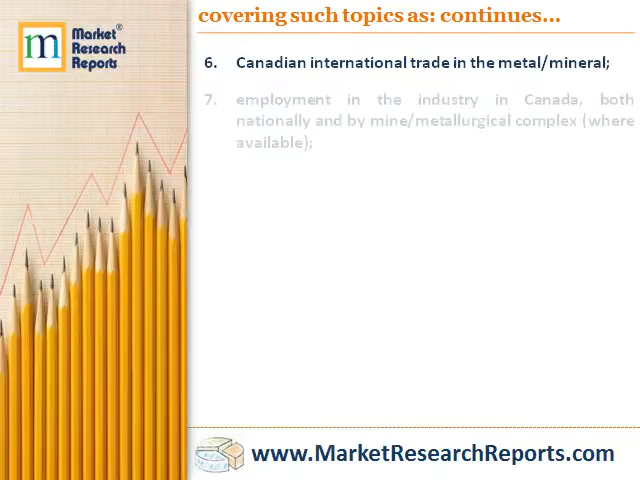 covering such topics as: continues...
m
Market®
Research
Reports
6. Canadian international trade in the metal/mineral;
7. employment in the industry in Canada, both
nationally and by mine/metallurgical complex (where
available);
www.MarketResearchReports.com